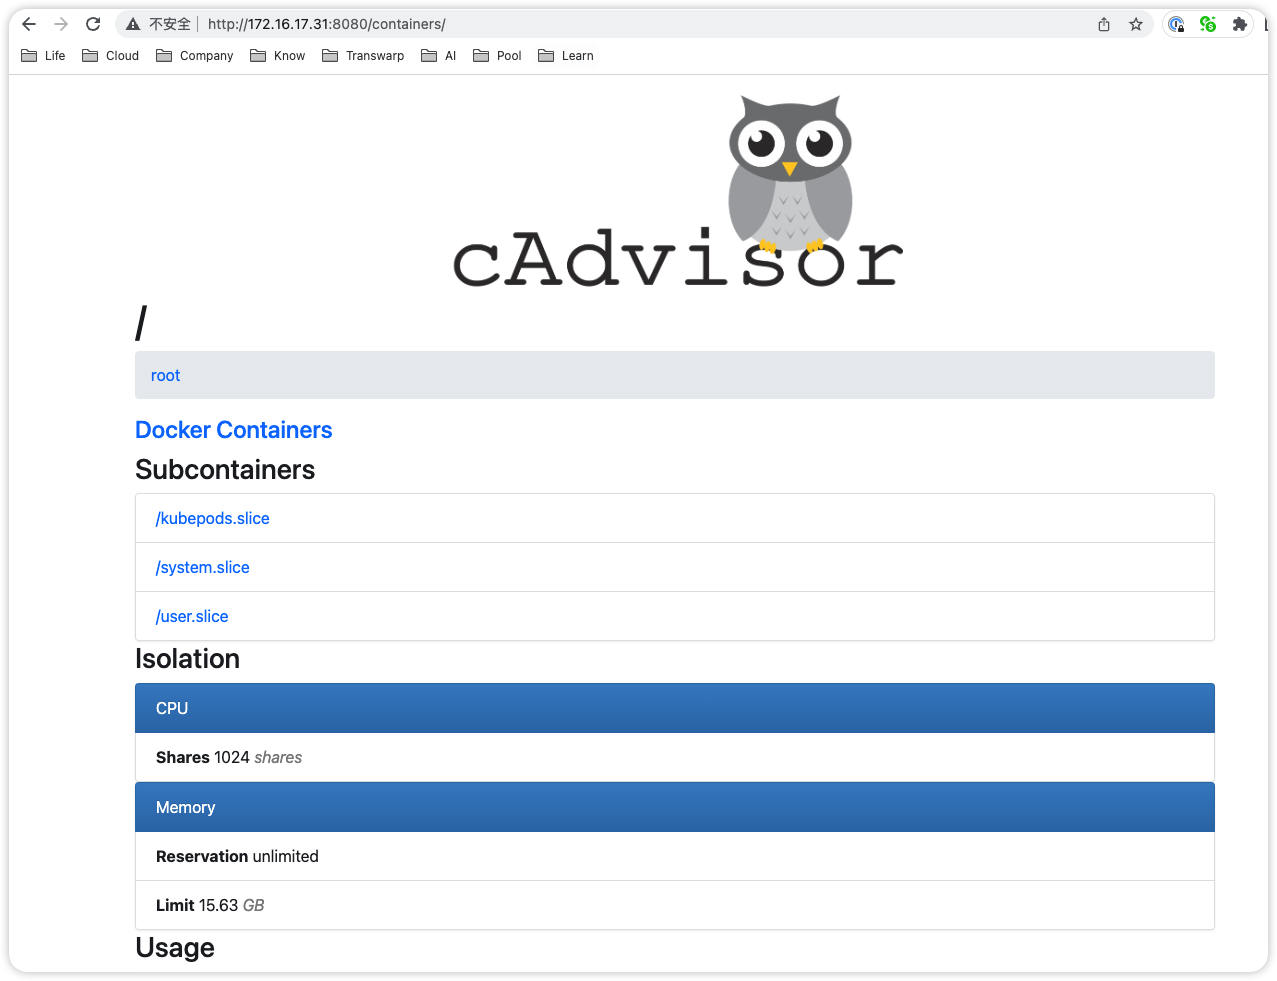 不安全 http://172.16.17.31:8080/containers/
Life Cloud Company Know Transwarp AI Pool Learn
cAdvisor
/
root
Docker Containers
Subcontainers
/kubepods.slice
/system.slice
/user.slice
Isolation
CPU
Shares 1024 shares
Memory
Reservation unlimited
Limit 15.63 GB
Usage